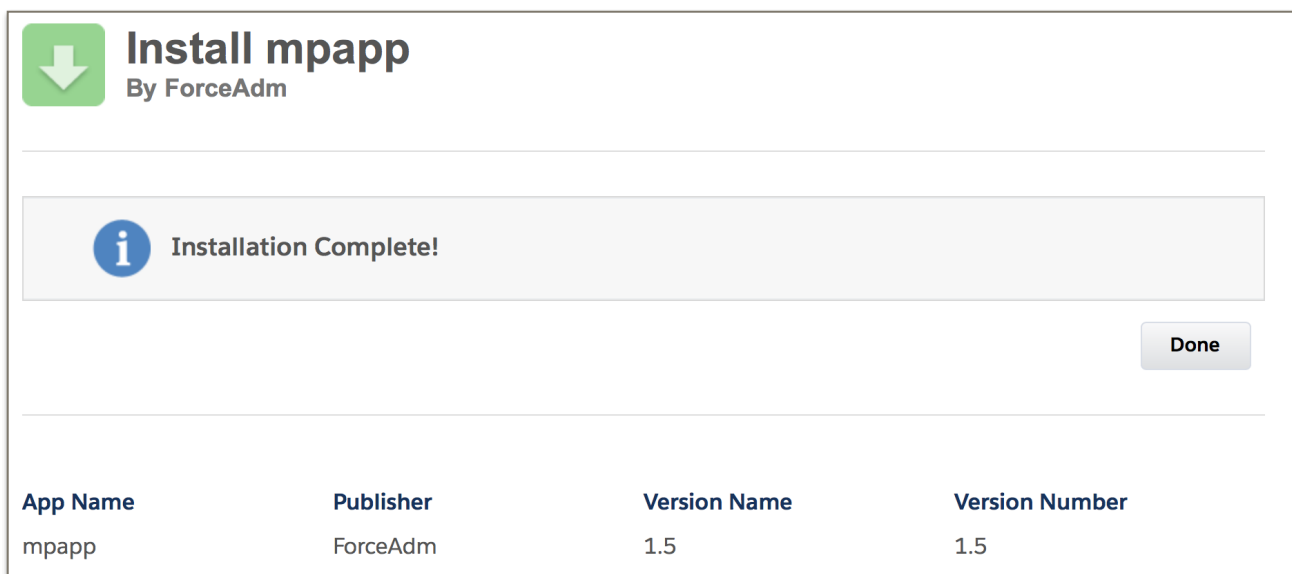 Install mpapp
By ForceAdm
Installation Complete!
Done
App Name Publisher Version Name Version Number
mpapp ForceAdm 1.5 1.5